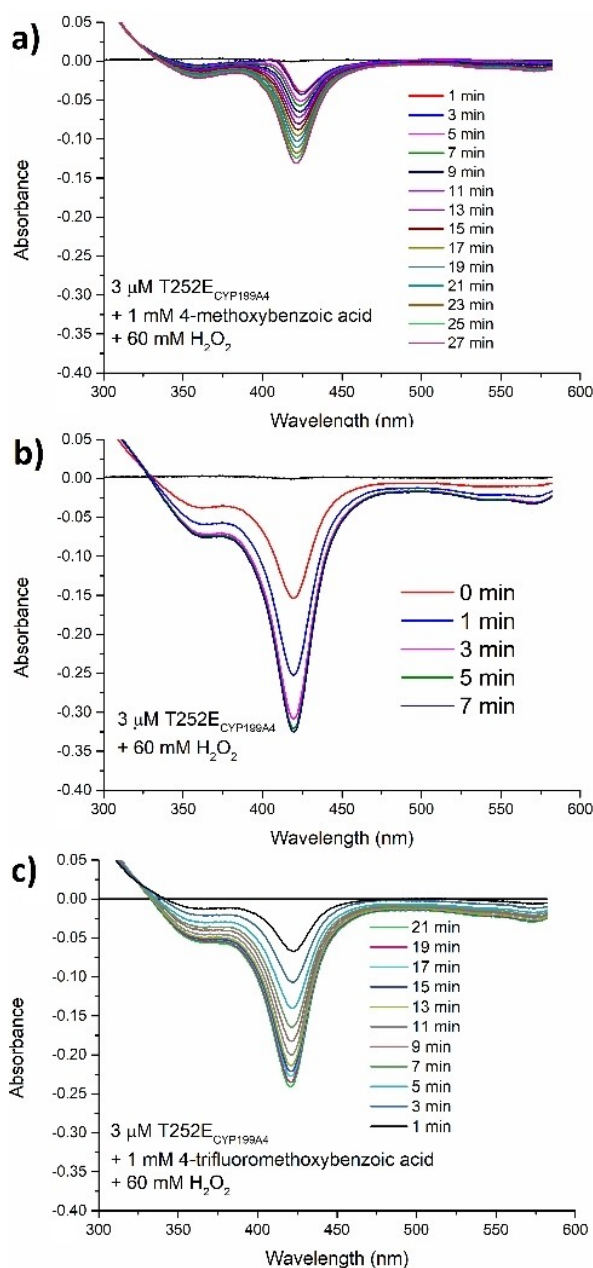 a)
0.05
0.00
-0.05
-0.10
-0.15
-0.20
-0.25
-0.30
-0.35
-0.40
Absorbance
1 min
3 min
5 min
7 min
9 min
11 min
13 min
15 min
17 min
19 min
21 min
23 min
25 min
27 min
3 μM T252E_CYP199A4
+ 1 mM 4-methoxybenzoic acid
+ 60 mM H₂O₂
300 350 400 450 500 550 600
Wavelength (nm)
b)
0.05
0.00
-0.05
-0.10
-0.15
-0.20
-0.25
-0.30
-0.35
-0.40
Absorbance
0 min
1 min
3 min
5 min
7 min
3 μM T252E_CYP199A4
+ 60 mM H₂O₂
300 350 400 450 500 550 600
Wavelength (nm)
c)
0.05
0.00
-0.05
-0.10
-0.15
-0.20
-0.25
-0.30
-0.35
-0.40
Absorbance
21 min
19 min
17 min
15 min
13 min
11 min
9 min
7 min
5 min
3 min
1 min
3 μM T252E_CYP199A4
+ 1 mM 4-trifluoromethoxybenzoic acid
+ 60 mM H₂O₂
300 350 400 450 500 550 600
Wavelength (nm)